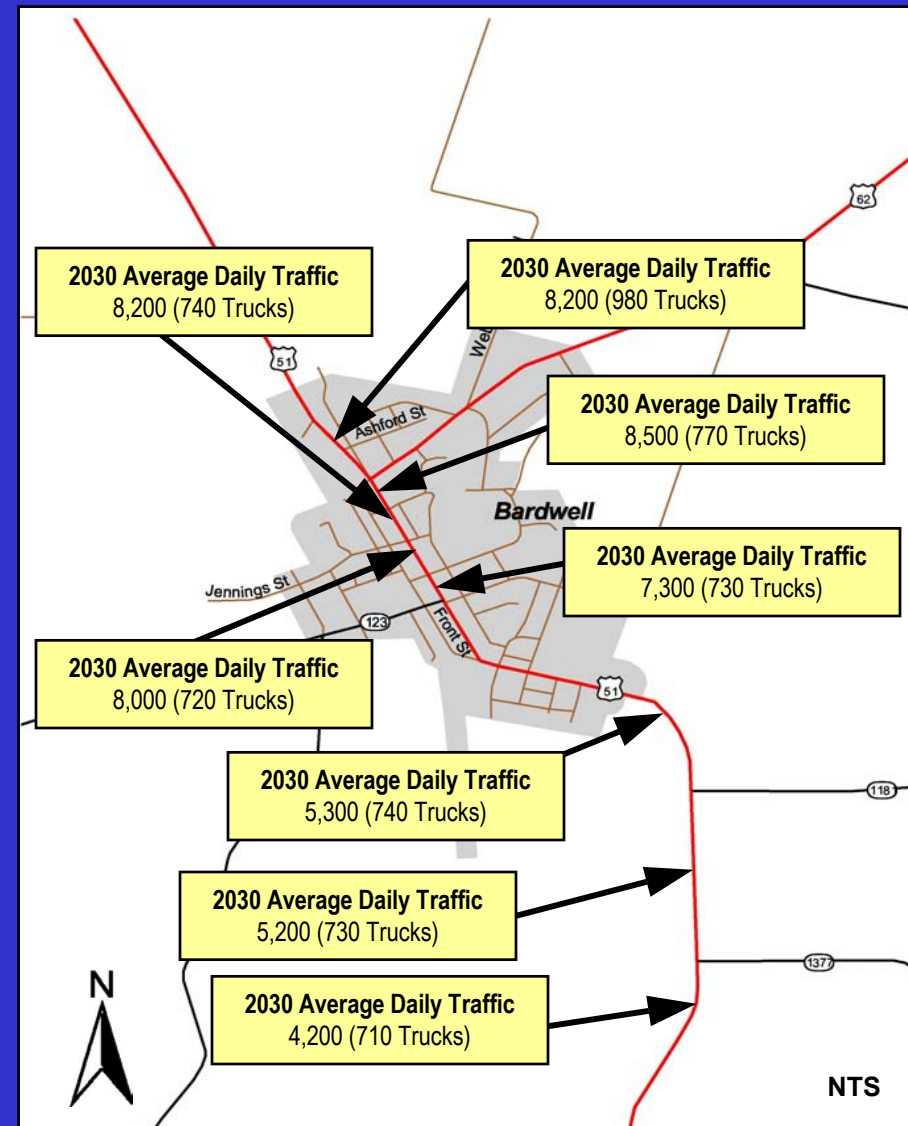 62
2030 Average Daily Traffic
8,200 (740 Trucks)
2030 Average Daily Traffic
8,200 (980 Trucks)
51
Ashford St
2030 Average Daily Traffic
8,500 (770 Trucks)
Bardwell
2030 Average Daily Traffic
7,300 (730 Trucks)
Jennings St
123
Front St
2030 Average Daily Traffic
8,000 (720 Trucks)
51
2030 Average Daily Traffic
5,300 (740 Trucks)
1181
2030 Average Daily Traffic
5,200 (730 Trucks)
1377
2030 Average Daily Traffic
4,200 (710 Trucks)
N
NTS